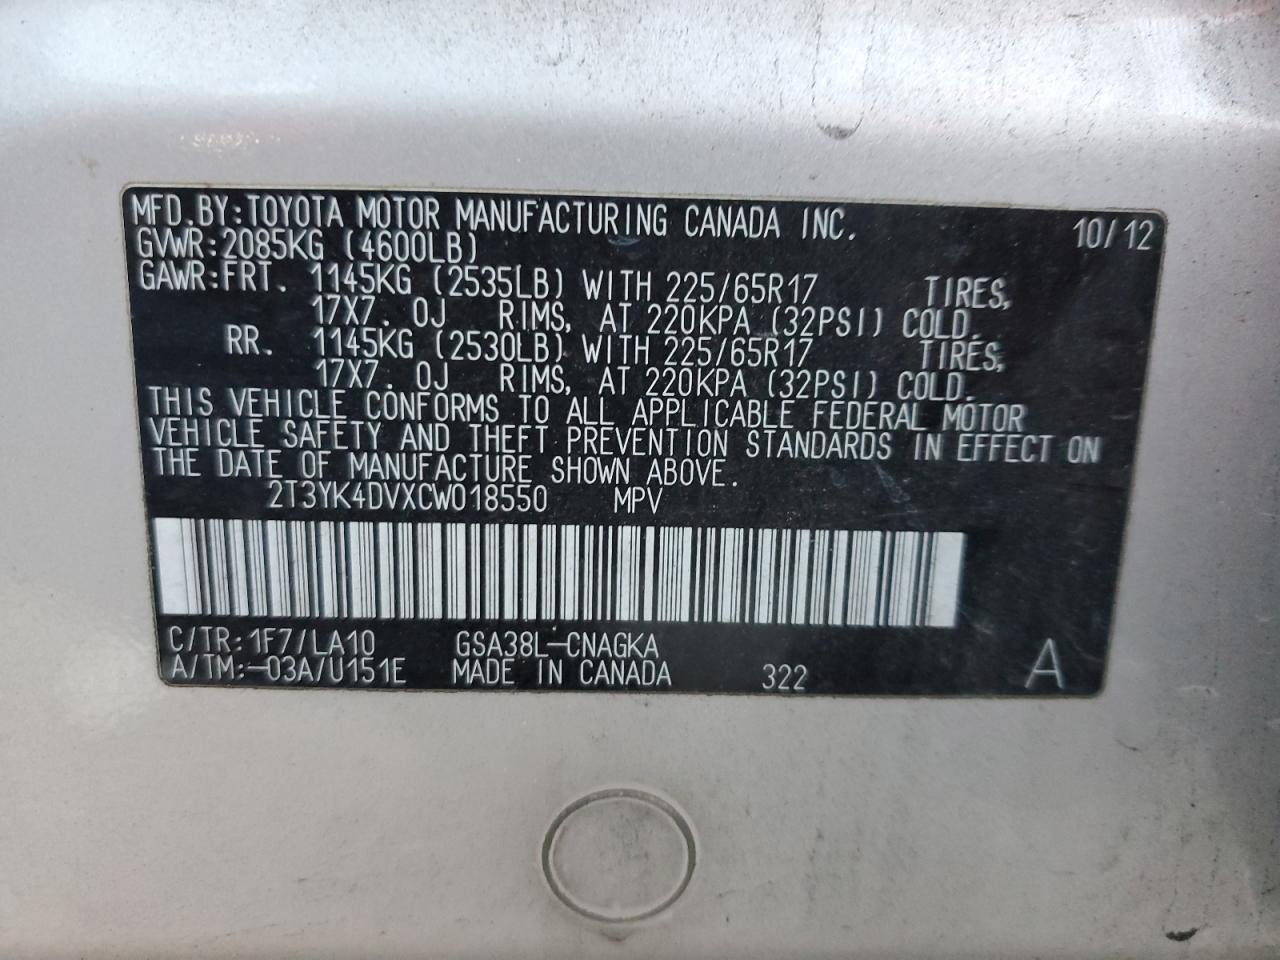 MFD.BY:TOYOTA MOTOR MANUFACTURING CANADA INC. 10/12
GVWR:2085KG (4600LB)
GAWR:FRT. 1145KG (2535LB) WITH 225/65R17 TIRES,
17X7.0J RIMS, AT 220KPA (32PSI) COLD.
RR. 1145KG (2530LB) WITH 225/65R17 TIRES,
17X7.0J RIMS, AT 220KPA (32PSI) COLD.
THIS VEHICLE CONFORMS TO ALL APPLICABLE FEDERAL MOTOR
VEHICLE SAFETY AND THEFT PREVENTION STANDARDS IN EFFECT ON
THE DATE OF MANUFACTURE SHOWN ABOVE.
2T3YK4DVXCW018550 MPV
C/TR:1F7/LA10 GSA38L-CNAGKA
A/TM:-03A/U151E MADE IN CANADA 322 A